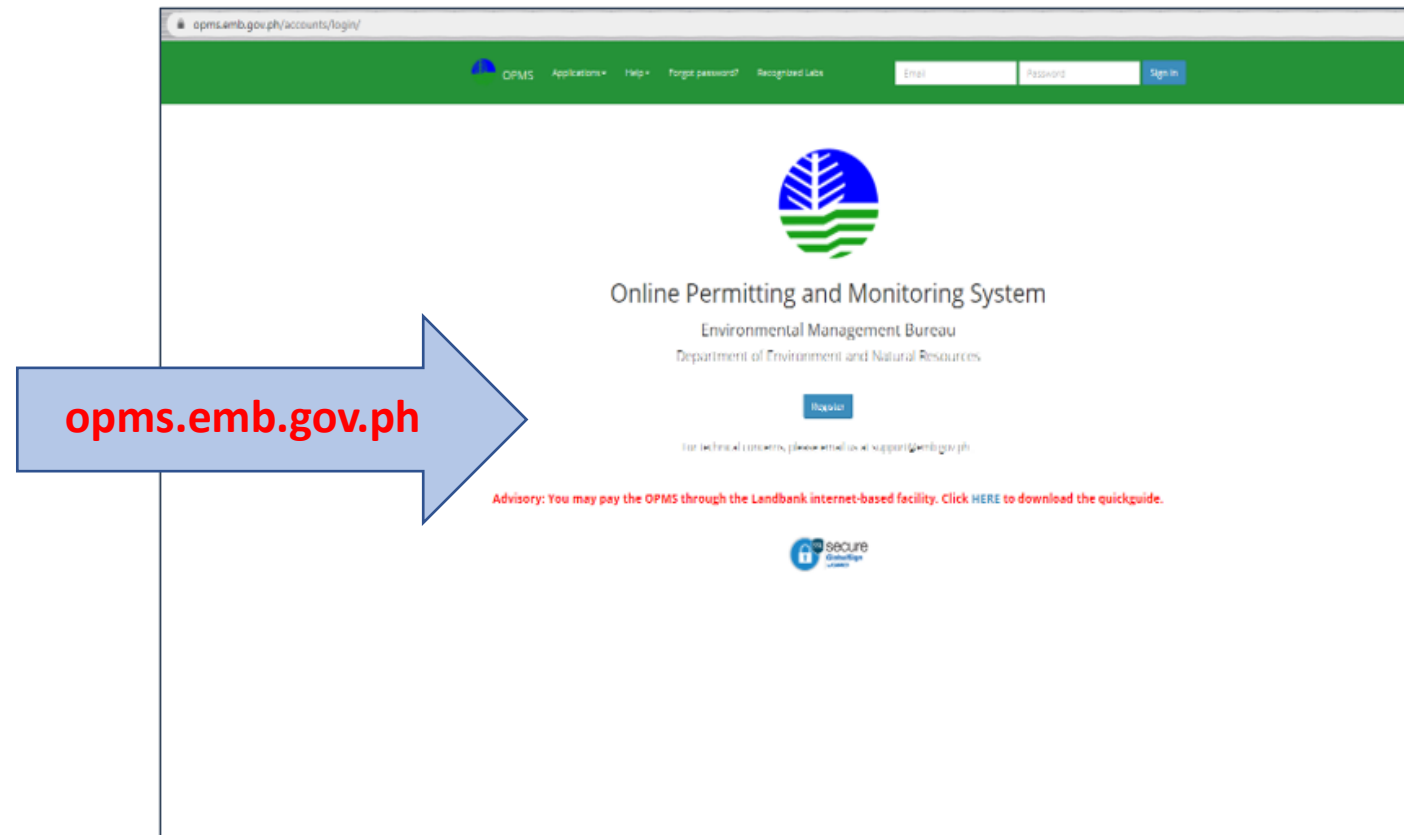 opms.emb.gov.ph/accounts/login/
OPMS Applications Help Forgot password? Recognized Labs Email Password Sign in
Online Permitting and Monitoring System
Environmental Management Bureau
Department of Environment and Natural Resources
Register
opms.emb.gov.ph
For technical concerns, please email us at support@emb.gov.ph
Advisory: You may pay the OPMS through the Landbank internet-based facility. Click HERE to download the quickguide.
secure
GlobalSign